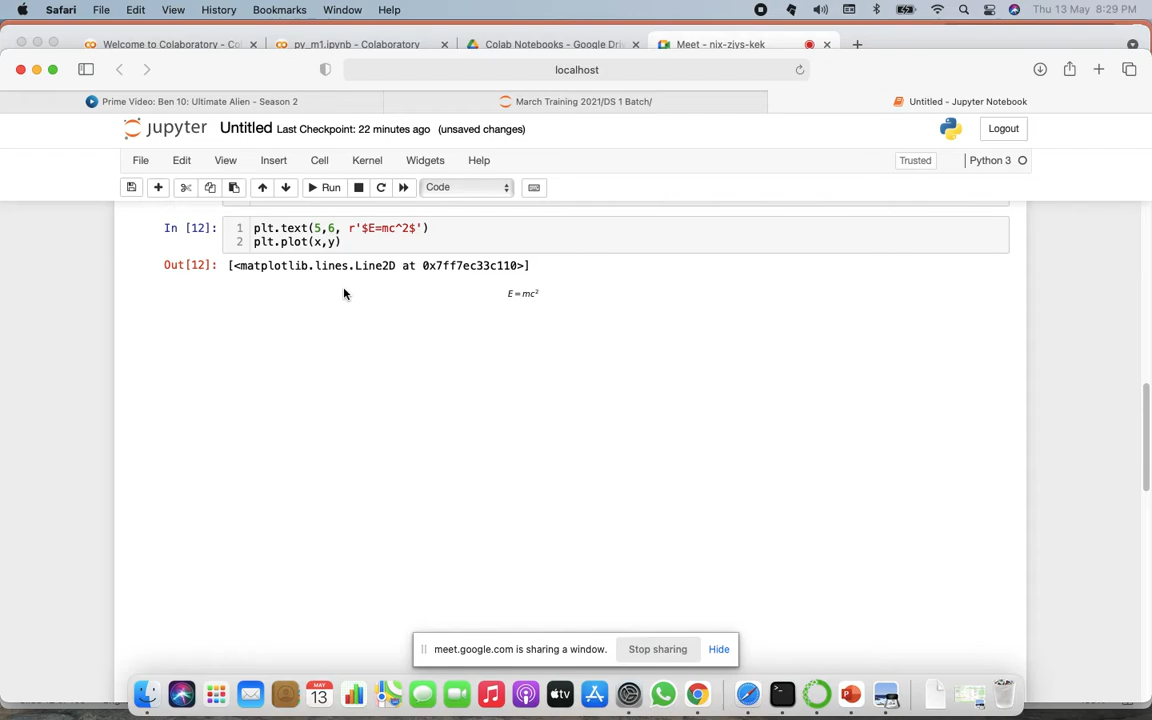 Safari File Edit View History Bookmarks Window Help Thu 13 May 8:29 PM
Welcome to Colaboratory - Co py_m1.ipynb - Colaboratory Colab Notebooks - Google Dri Meet - nix-zjys-kek
localhost
Prime Video: Ben 10: Ultimate Alien - Season 2 March Training 2021/DS 1 Batch/ Untitled - Jupyter Notebook
jupyter Untitled Last Checkpoint: 22 minutes ago (unsaved changes) Logout
File Edit View Insert Cell Kernel Widgets Help Trusted Python 3
Run Code
In [12]: 1 plt.text(5,6, r'$E=mc^2$')
2 plt.plot(x,y)
Out[12]: [<matplotlib.lines.Line2D at 0x7ff7ec33c110>]
E = mc²
meet.google.com is sharing a window. Stop sharing Hide
MAY
13
tv